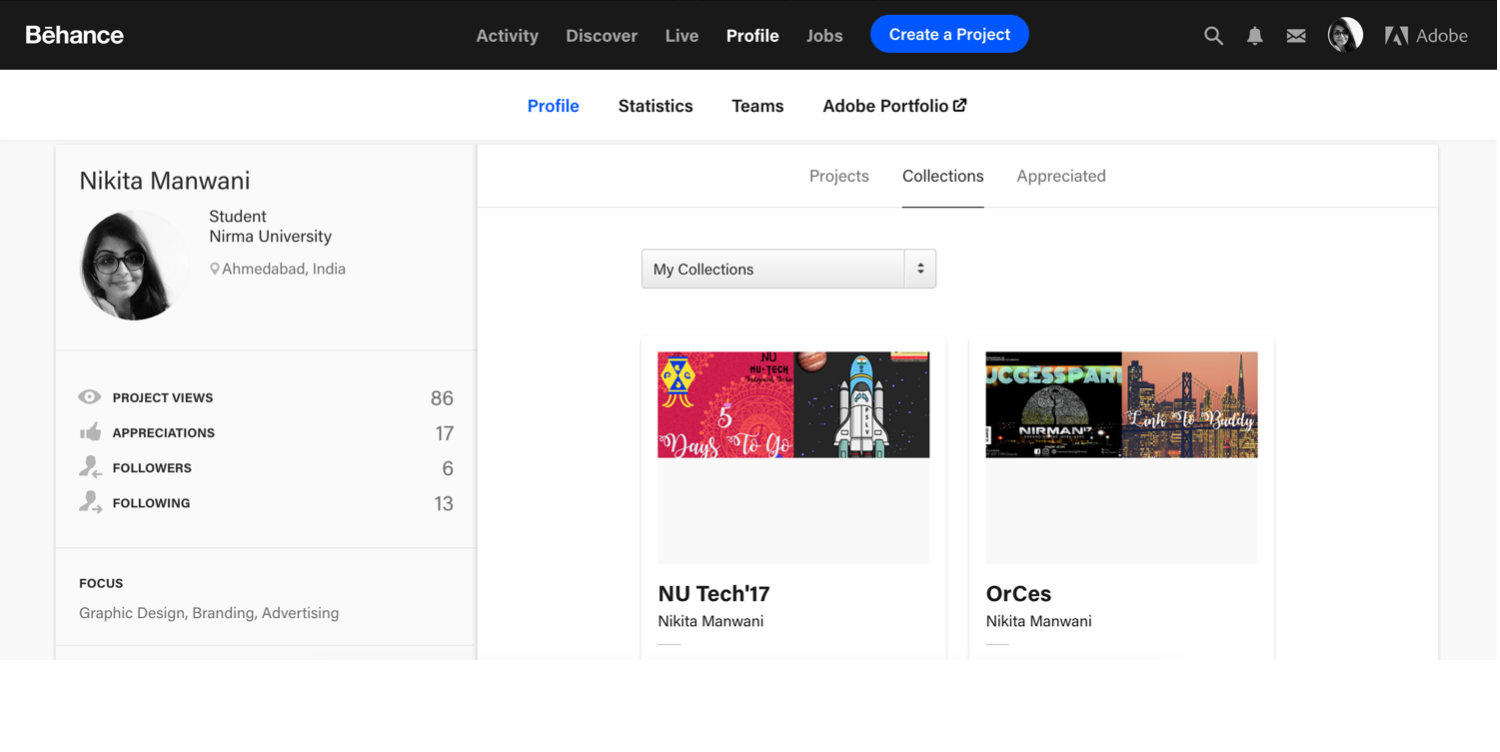 Bēhance
Activity Discover Live Profile Jobs Create a Project Adobe
Profile Statistics Teams Adobe Portfolio
Nikita Manwani
Student
Nirma University
Ahmedabad, India
PROJECT VIEWS 86
APPRECIATIONS 17
FOLLOWERS 6
FOLLOWING 13
FOCUS
Graphic Design, Branding, Advertising
Projects Collections Appreciated
My Collections
NU
NU-TECH
5
Days To Go
PSLV
UCCESSPAR
NIRMAN'17
Link To Buddy
NU Tech'17
Nikita Manwani
OrCes
Nikita Manwani